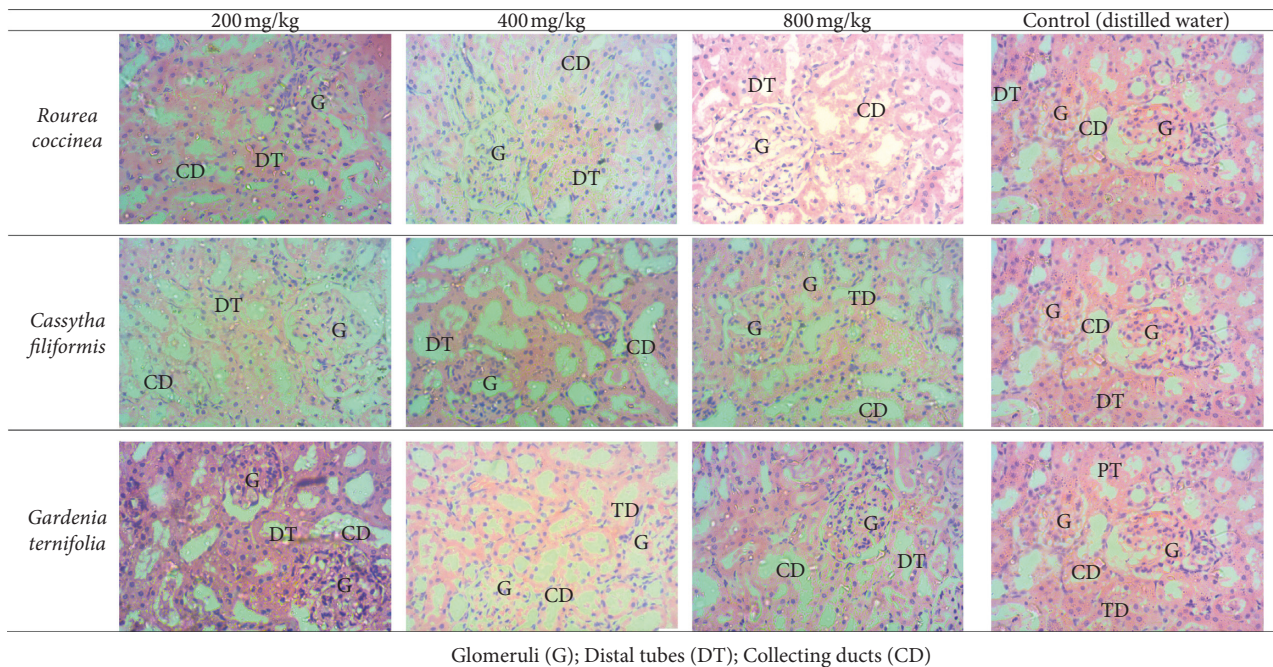 200 mg/kg 400 mg/kg 800 mg/kg Control (distilled water)
Rourea
coccinea
G CD DT
DT CD DT G CD G
G G
CD DT DT
Cassytha
filiformis
DT G TD
G G CD G
DT CD G
CD G CD DT
Gardenia
ternifolia
G PT
TD
DT CD G G G G
CD DT CD
G G CD TD
Glomeruli (G); Distal tubes (DT); Collecting ducts (CD)